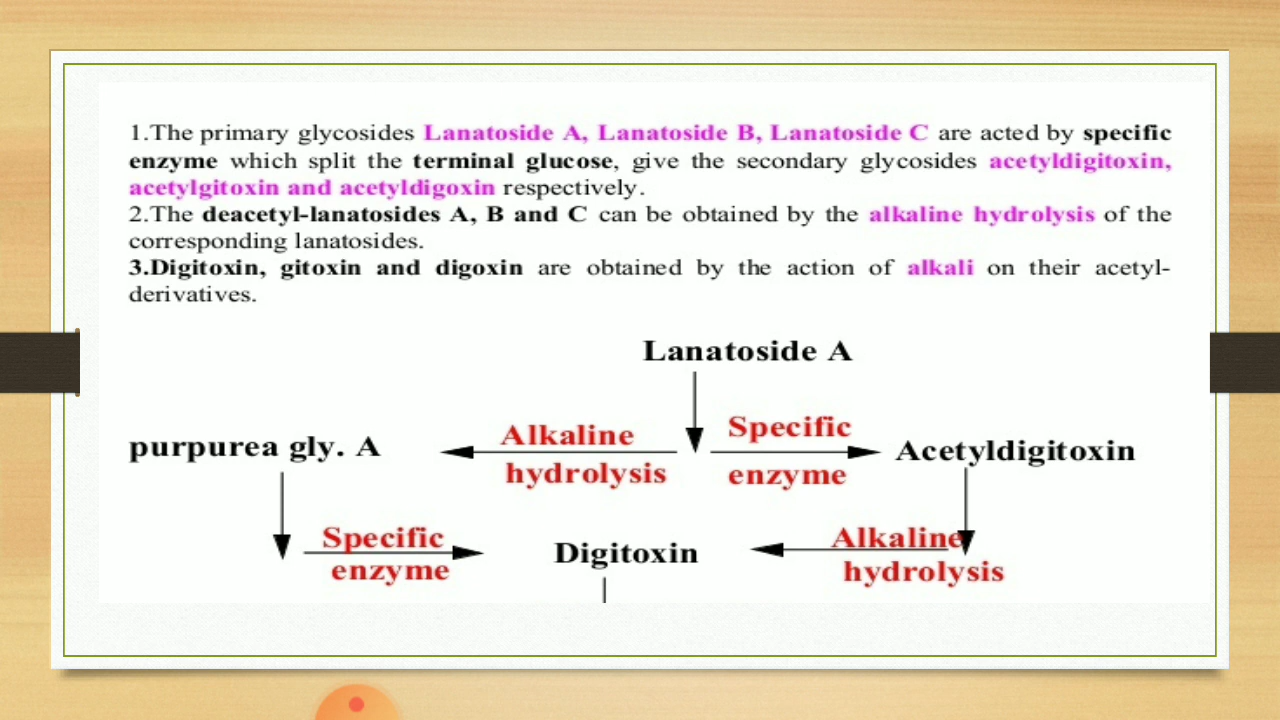 1.The primary glycosides Lanatoside A, Lanatoside B, Lanatoside C are acted by specific
enzyme which split the terminal glucose, give the secondary glycosides acetyldigitoxin,
acetylgitoxin and acetyldigoxin respectively.
2.The deacetyl-lanatosides A, B and C can be obtained by the alkaline hydrolysis of the
corresponding lanatosides.
3.Digitoxin, gitoxin and digoxin are obtained by the action of alkali on their acetyl-
derivatives.
Lanatoside A
purpurea gly. A
Alkaline
hydrolysis
Specific
enzyme
Acetyldigitoxin
Specific
enzyme
Digitoxin
Alkaline
hydrolysis